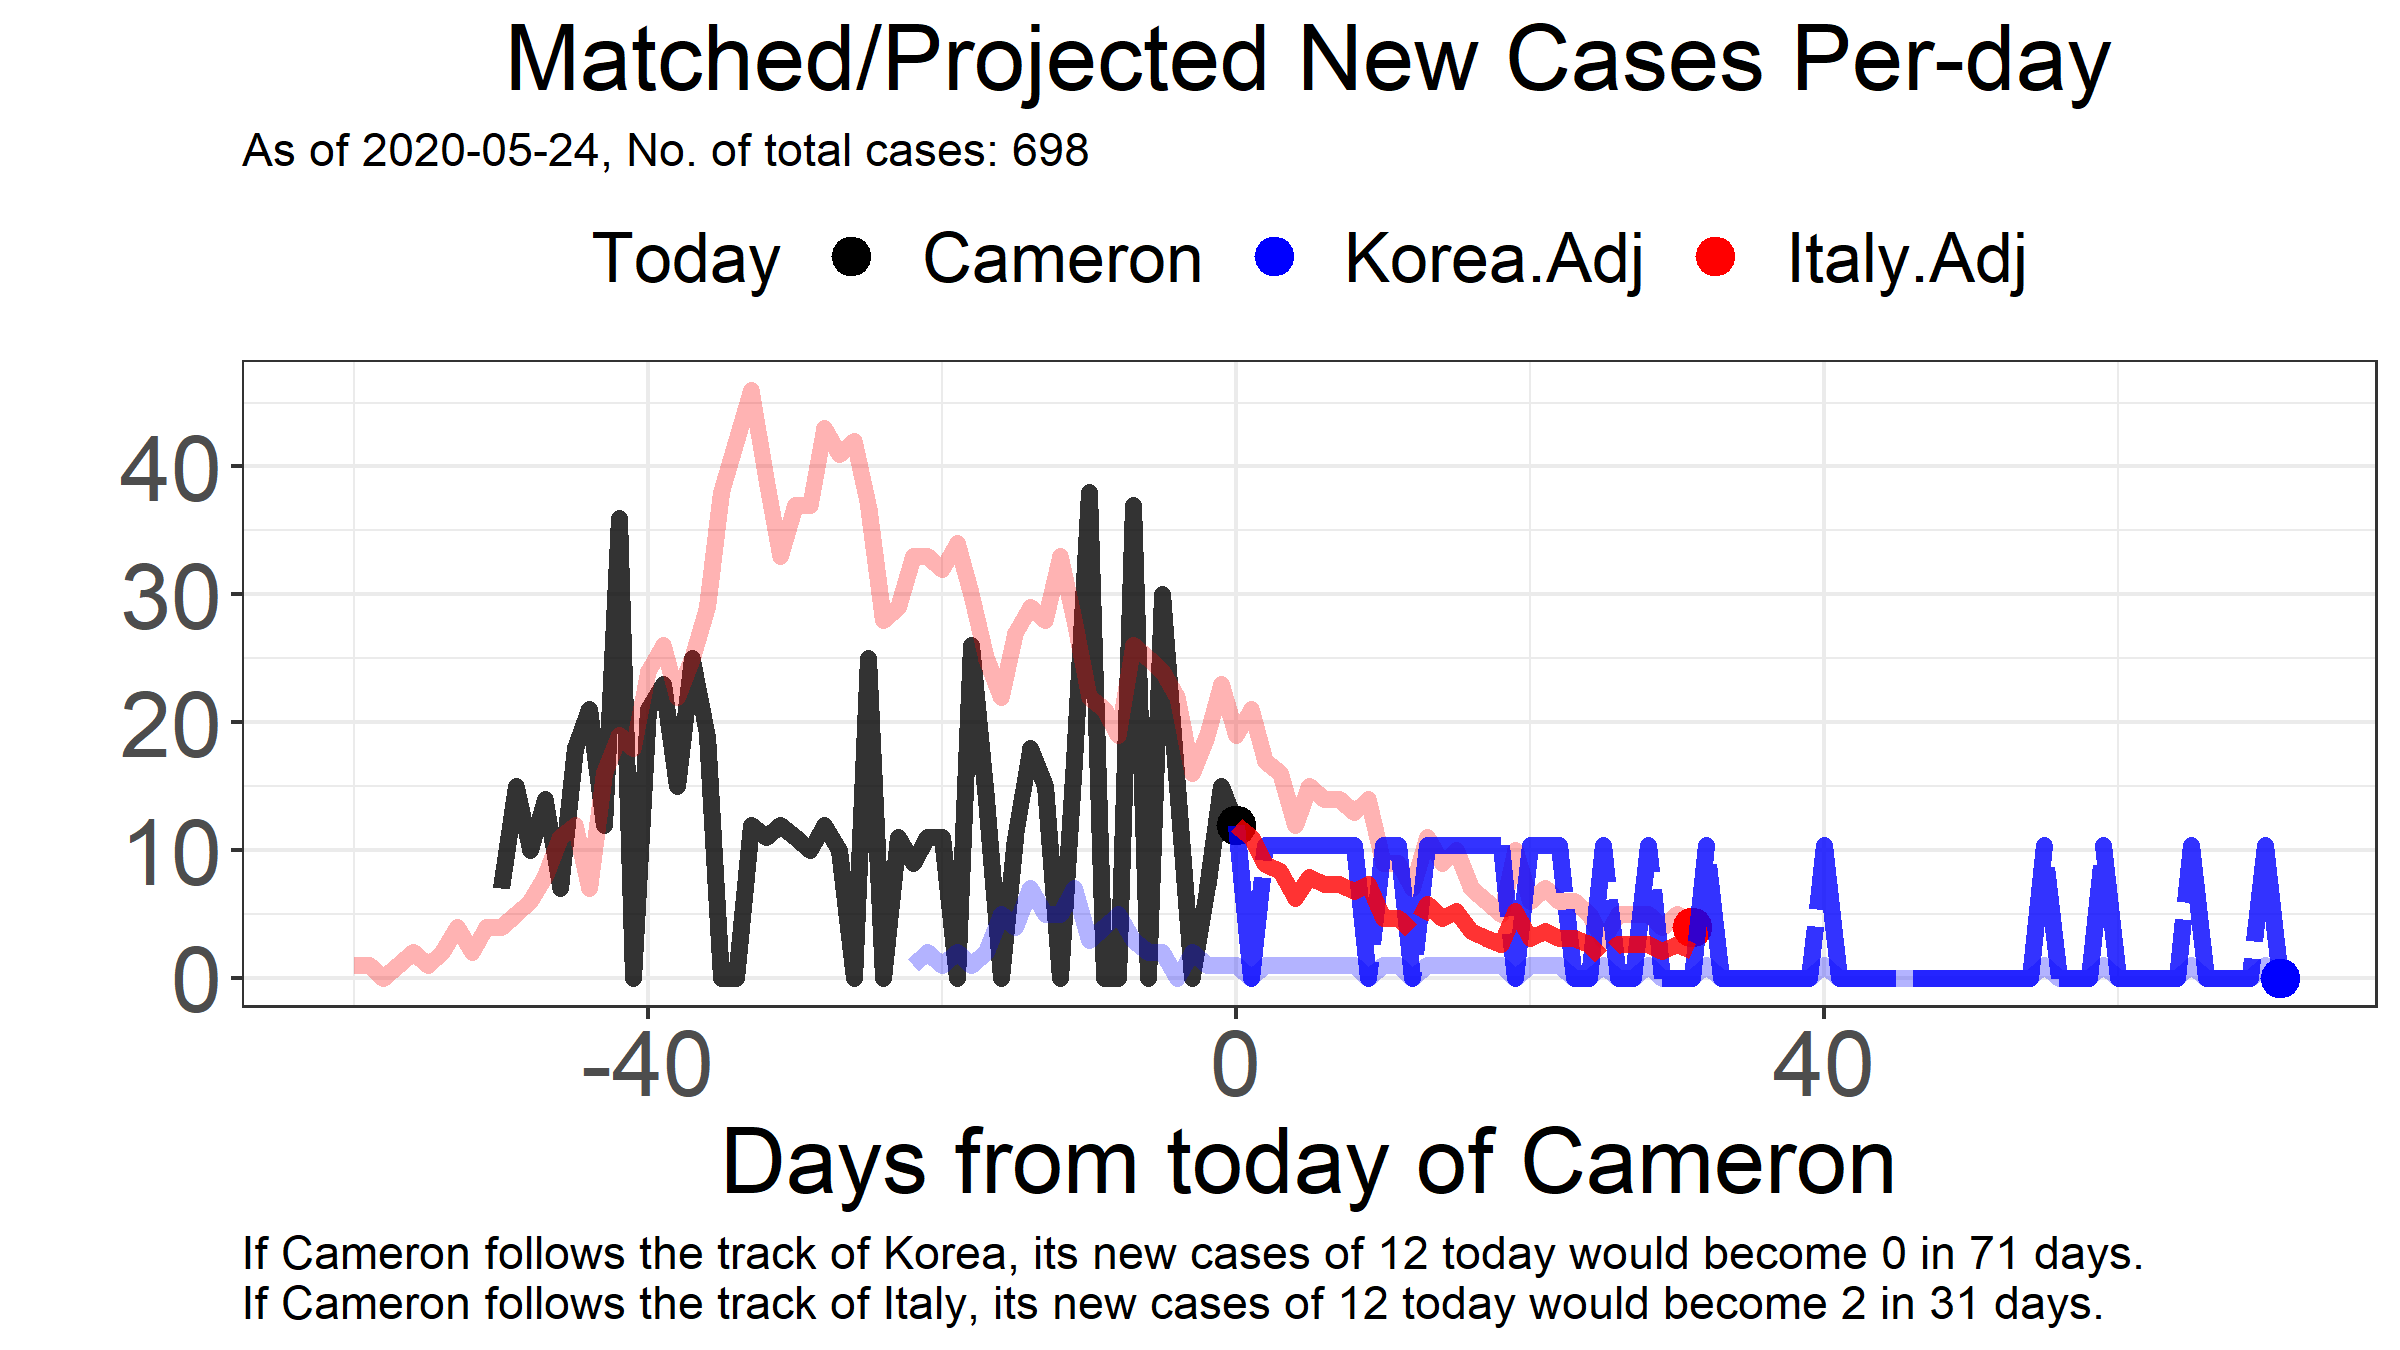 Matched/Projected New Cases Per-day
As of 2020-05-24, No. of total cases: 698
Today Cameron Korea.Adj Italy.Adj
40
30
20
10
0
-40 0 40
Days from today of Cameron
If Cameron follows the track of Korea, its new cases of 12 today would become 0 in 71 days.
If Cameron follows the track of Italy, its new cases of 12 today would become 2 in 31 days.